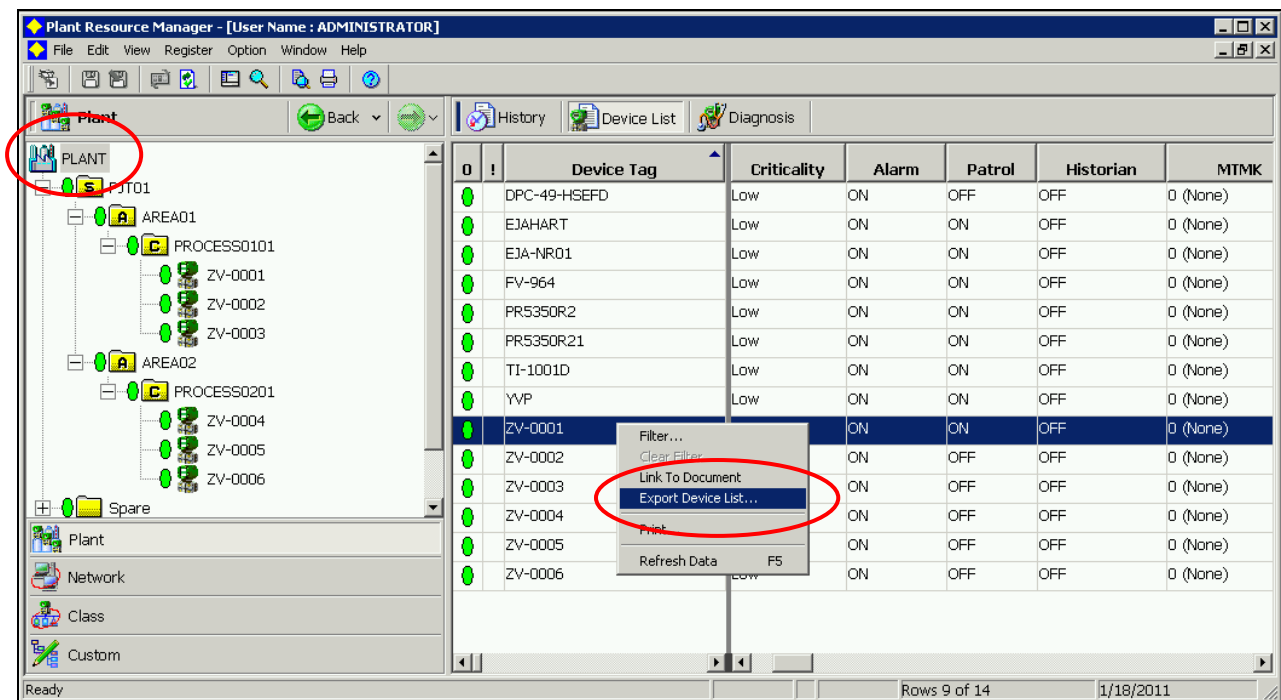 Plant Resource Manager - [User Name : ADMINISTRATOR]
File Edit View Register Option Window Help
Plant Back
History Device List Diagnosis
PLANT
S PJT01
A AREA01
C PROCESS0101
ZV-0001
ZV-0002
ZV-0003
A AREA02
C PROCESS0201
ZV-0004
ZV-0005
ZV-0006
Spare
Plant
Network
Class
Custom
O ! Device Tag Criticality Alarm Patrol Historian MTMK
DPC-49-HSEFD Low ON OFF OFF 0 (None)
EJAHART Low ON ON OFF 0 (None)
EJA-NR01 Low ON ON OFF 0 (None)
FV-964 Low ON ON OFF 0 (None)
PR5350R2 Low ON ON OFF 0 (None)
PR5350R21 Low ON OFF OFF 0 (None)
TI-1001D Low ON ON OFF 0 (None)
YVP Low ON ON OFF 0 (None)
ZV-0001 ON ON OFF 0 (None)
ZV-0002 ON OFF OFF 0 (None)
ZV-0003 ON OFF OFF 0 (None)
ZV-0004 ON OFF OFF 0 (None)
ZV-0005 ON OFF OFF 0 (None)
ZV-0006 Low ON OFF OFF 0 (None)
Filter...
Clear Filter
Link To Document
Export Device List...
Print
Refresh Data F5
Ready Rows 9 of 14 1/18/2011